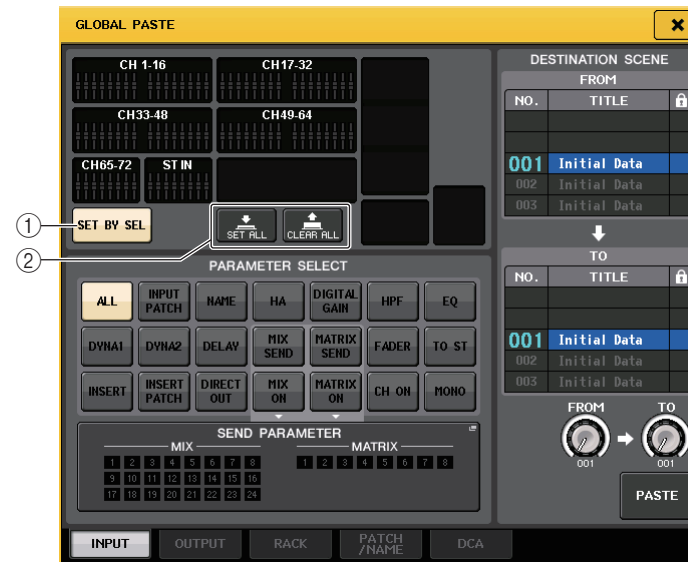 GLOBAL PASTE
CH 1-16
CH17-32
CH33-48
CH49-64
CH65-72
ST IN
①
SET BY SEL
②
SET ALL
CLEAR ALL
PARAMETER SELECT
ALL
INPUT
PATCH
NAME
HA
DIGITAL
GAIN
HPF
EQ
DYNA1
DYNA2
DELAY
MIX
SEND
MATRIX
SEND
FADER
TO ST
INSERT
INSERT
PATCH
DIRECT
OUT
MIX
ON
MATRIX
ON
CH ON
MONO
SEND PARAMETER
MIX
MATRIX
1 2 3 4 5 6 7 8
1 2 3 4 5 6 7 8
9 10 11 12 13 14 15 16
17 18 19 20 21 22 23 24
DESTINATION SCENE
FROM
NO. TITLE
001 Initial Data
002 Initial Data
003 Initial Data
TO
NO. TITLE
001 Initial Data
002 Initial Data
003 Initial Data
FROM
TO
001
001
PASTE
INPUT
OUTPUT
RACK
PATCH
/NAME
DCA